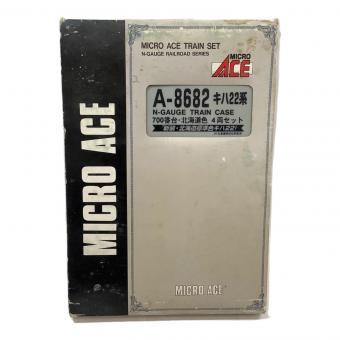 MICRO ACE TRAIN SET
N-GAUGE RAILROAD SERIES
MICRO
ACE
A-8682 キハ22系
N-GAUGE TRAIN CASE
700番台・北海道色 4両セット
MICRO ACE
MICRO ACE